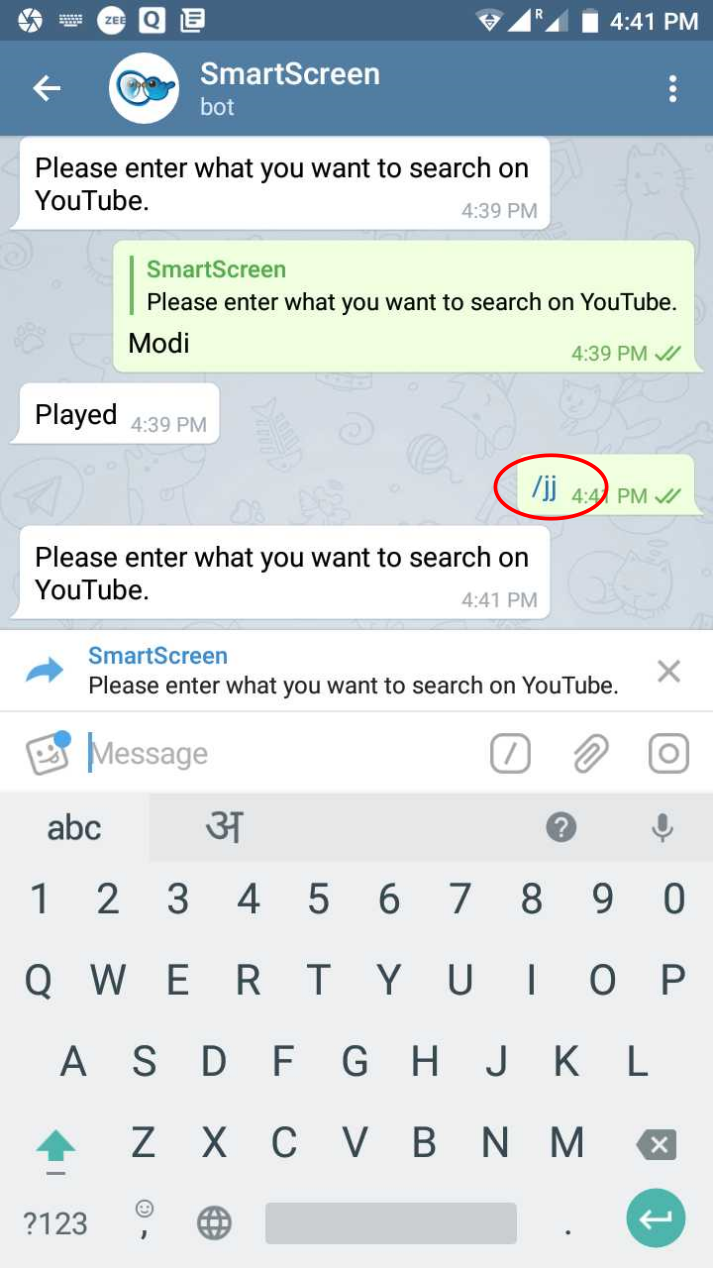 ZEE Q R 4:41 PM
SmartScreen
bot
Please enter what you want to search on
YouTube.
4:39 PM
SmartScreen
Please enter what you want to search on YouTube.
Modi
4:39 PM
Played 4:39 PM
/jj 4:41 PM
Please enter what you want to search on
YouTube.
4:41 PM
SmartScreen
Please enter what you want to search on YouTube.
Message /
abc अ ?
1 2 3 4 5 6 7 8 9 0
Q W E R T Y U I O P
A S D F G H J K L
Z X C V B N M
?123 , .